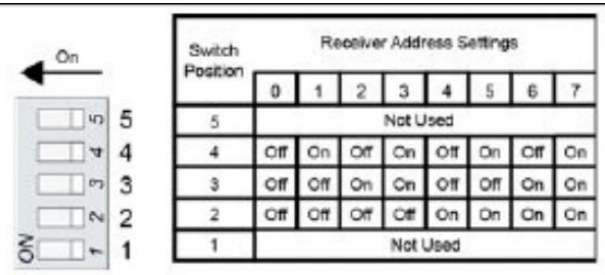 On
5 5
4 4
3 3
2 2
ON 1 1
Switch Position
Receiver Address Settings
0 1 2 3 4 5 6 7
5 Not Used
4 Off On Off On Off On Off On
3 Off Off On On Off Off On On
2 Off Off Off Off On On On On
1 Not Used